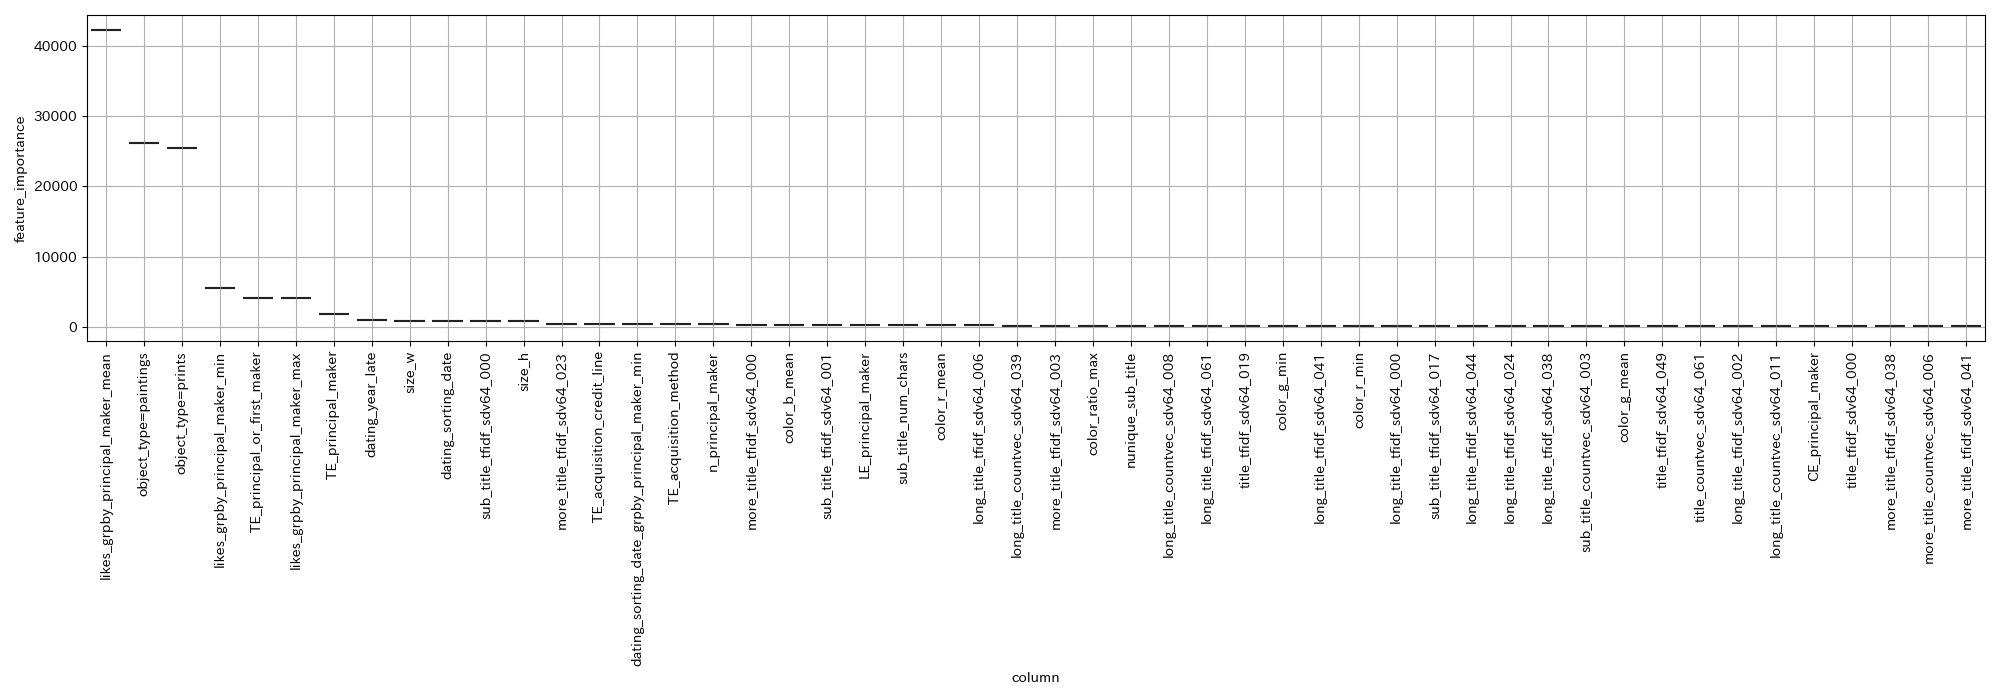 feature_importance
40000
30000
20000
10000
0
likes_grpby_principal_maker_mean
object_type=paintings
object_type=prints
likes_grpby_principal_maker_min
TE_principal_or_first_maker
likes_grpby_principal_maker_max
TE_principal_maker
dating_year_late
size_w
dating_sorting_date
sub_title_tfidf_sdv64_000
size_h
more_title_tfidf_sdv64_023
TE_acquisition_credit_line
dating_sorting_date_grpby_principal_maker_min
TE_acquisition_method
n_principal_maker
more_title_tfidf_sdv64_000
color_b_mean
sub_title_tfidf_sdv64_001
LE_principal_maker
sub_title_num_chars
color_r_mean
long_title_tfidf_sdv64_006
long_title_countvec_sdv64_039
more_title_tfidf_sdv64_003
color_ratio_max
nunique_sub_title
long_title_countvec_sdv64_008
long_title_tfidf_sdv64_061
title_tfidf_sdv64_019
color_g_min
long_title_tfidf_sdv64_041
color_r_min
long_title_tfidf_sdv64_000
sub_title_tfidf_sdv64_017
long_title_tfidf_sdv64_044
long_title_tfidf_sdv64_024
long_title_tfidf_sdv64_038
sub_title_countvec_sdv64_003
color_g_mean
title_tfidf_sdv64_049
title_countvec_sdv64_061
long_title_tfidf_sdv64_002
long_title_countvec_sdv64_011
CE_principal_maker
title_tfidf_sdv64_000
more_title_tfidf_sdv64_038
more_title_countvec_sdv64_006
more_title_tfidf_sdv64_041
column